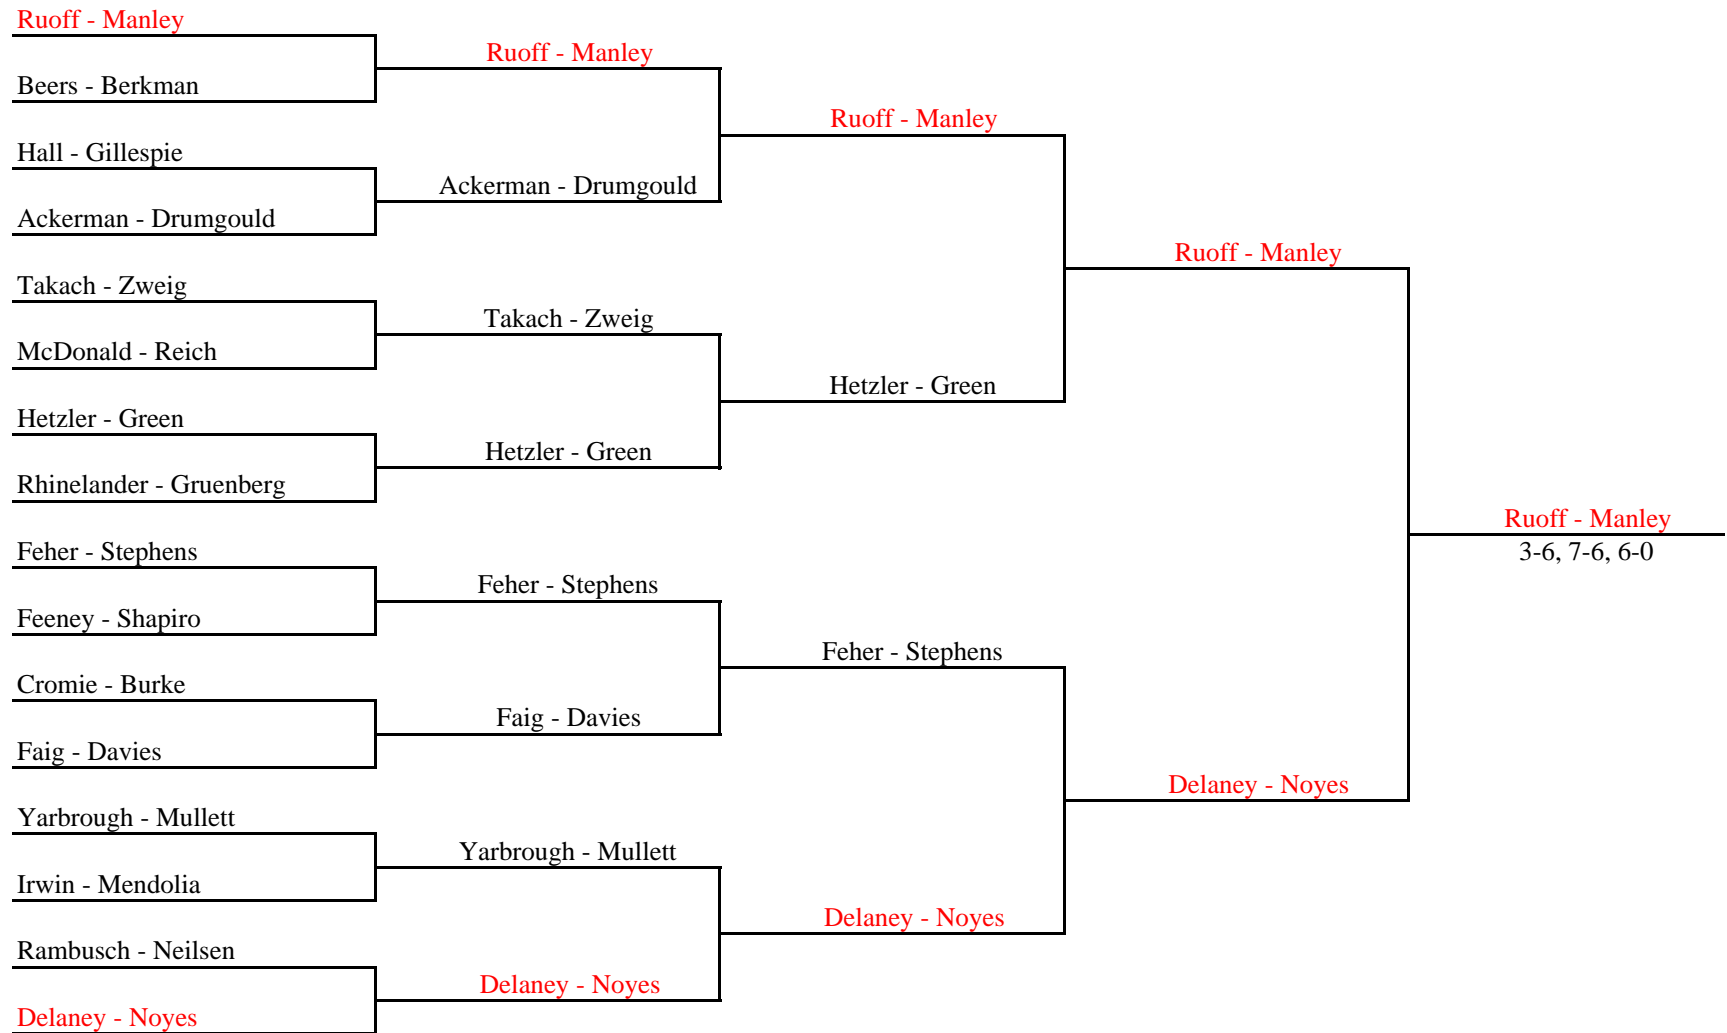 Ruoff - Manley
Beers - Berkman
Hall - Gillespie
Ackerman - Drumgould
Takach - Zweig
McDonald - Reich
Hetzler - Green
Rhinelander - Gruenberg
Feher - Stephens
Feeney - Shapiro
Cromie - Burke
Faig - Davies
Yarbrough - Mullett
Irwin - Mendolia
Rambusch - Neilsen
Delaney - Noyes
Ruoff - Manley
Ackerman - Drumgould
Takach - Zweig
Hetzler - Green
Feher - Stephens
Faig - Davies
Yarbrough - Mullett
Delaney - Noyes
Ruoff - Manley
Hetzler - Green
Feher - Stephens
Delaney - Noyes
Ruoff - Manley
Delaney - Noyes
Ruoff - Manley
3-6, 7-6, 6-0